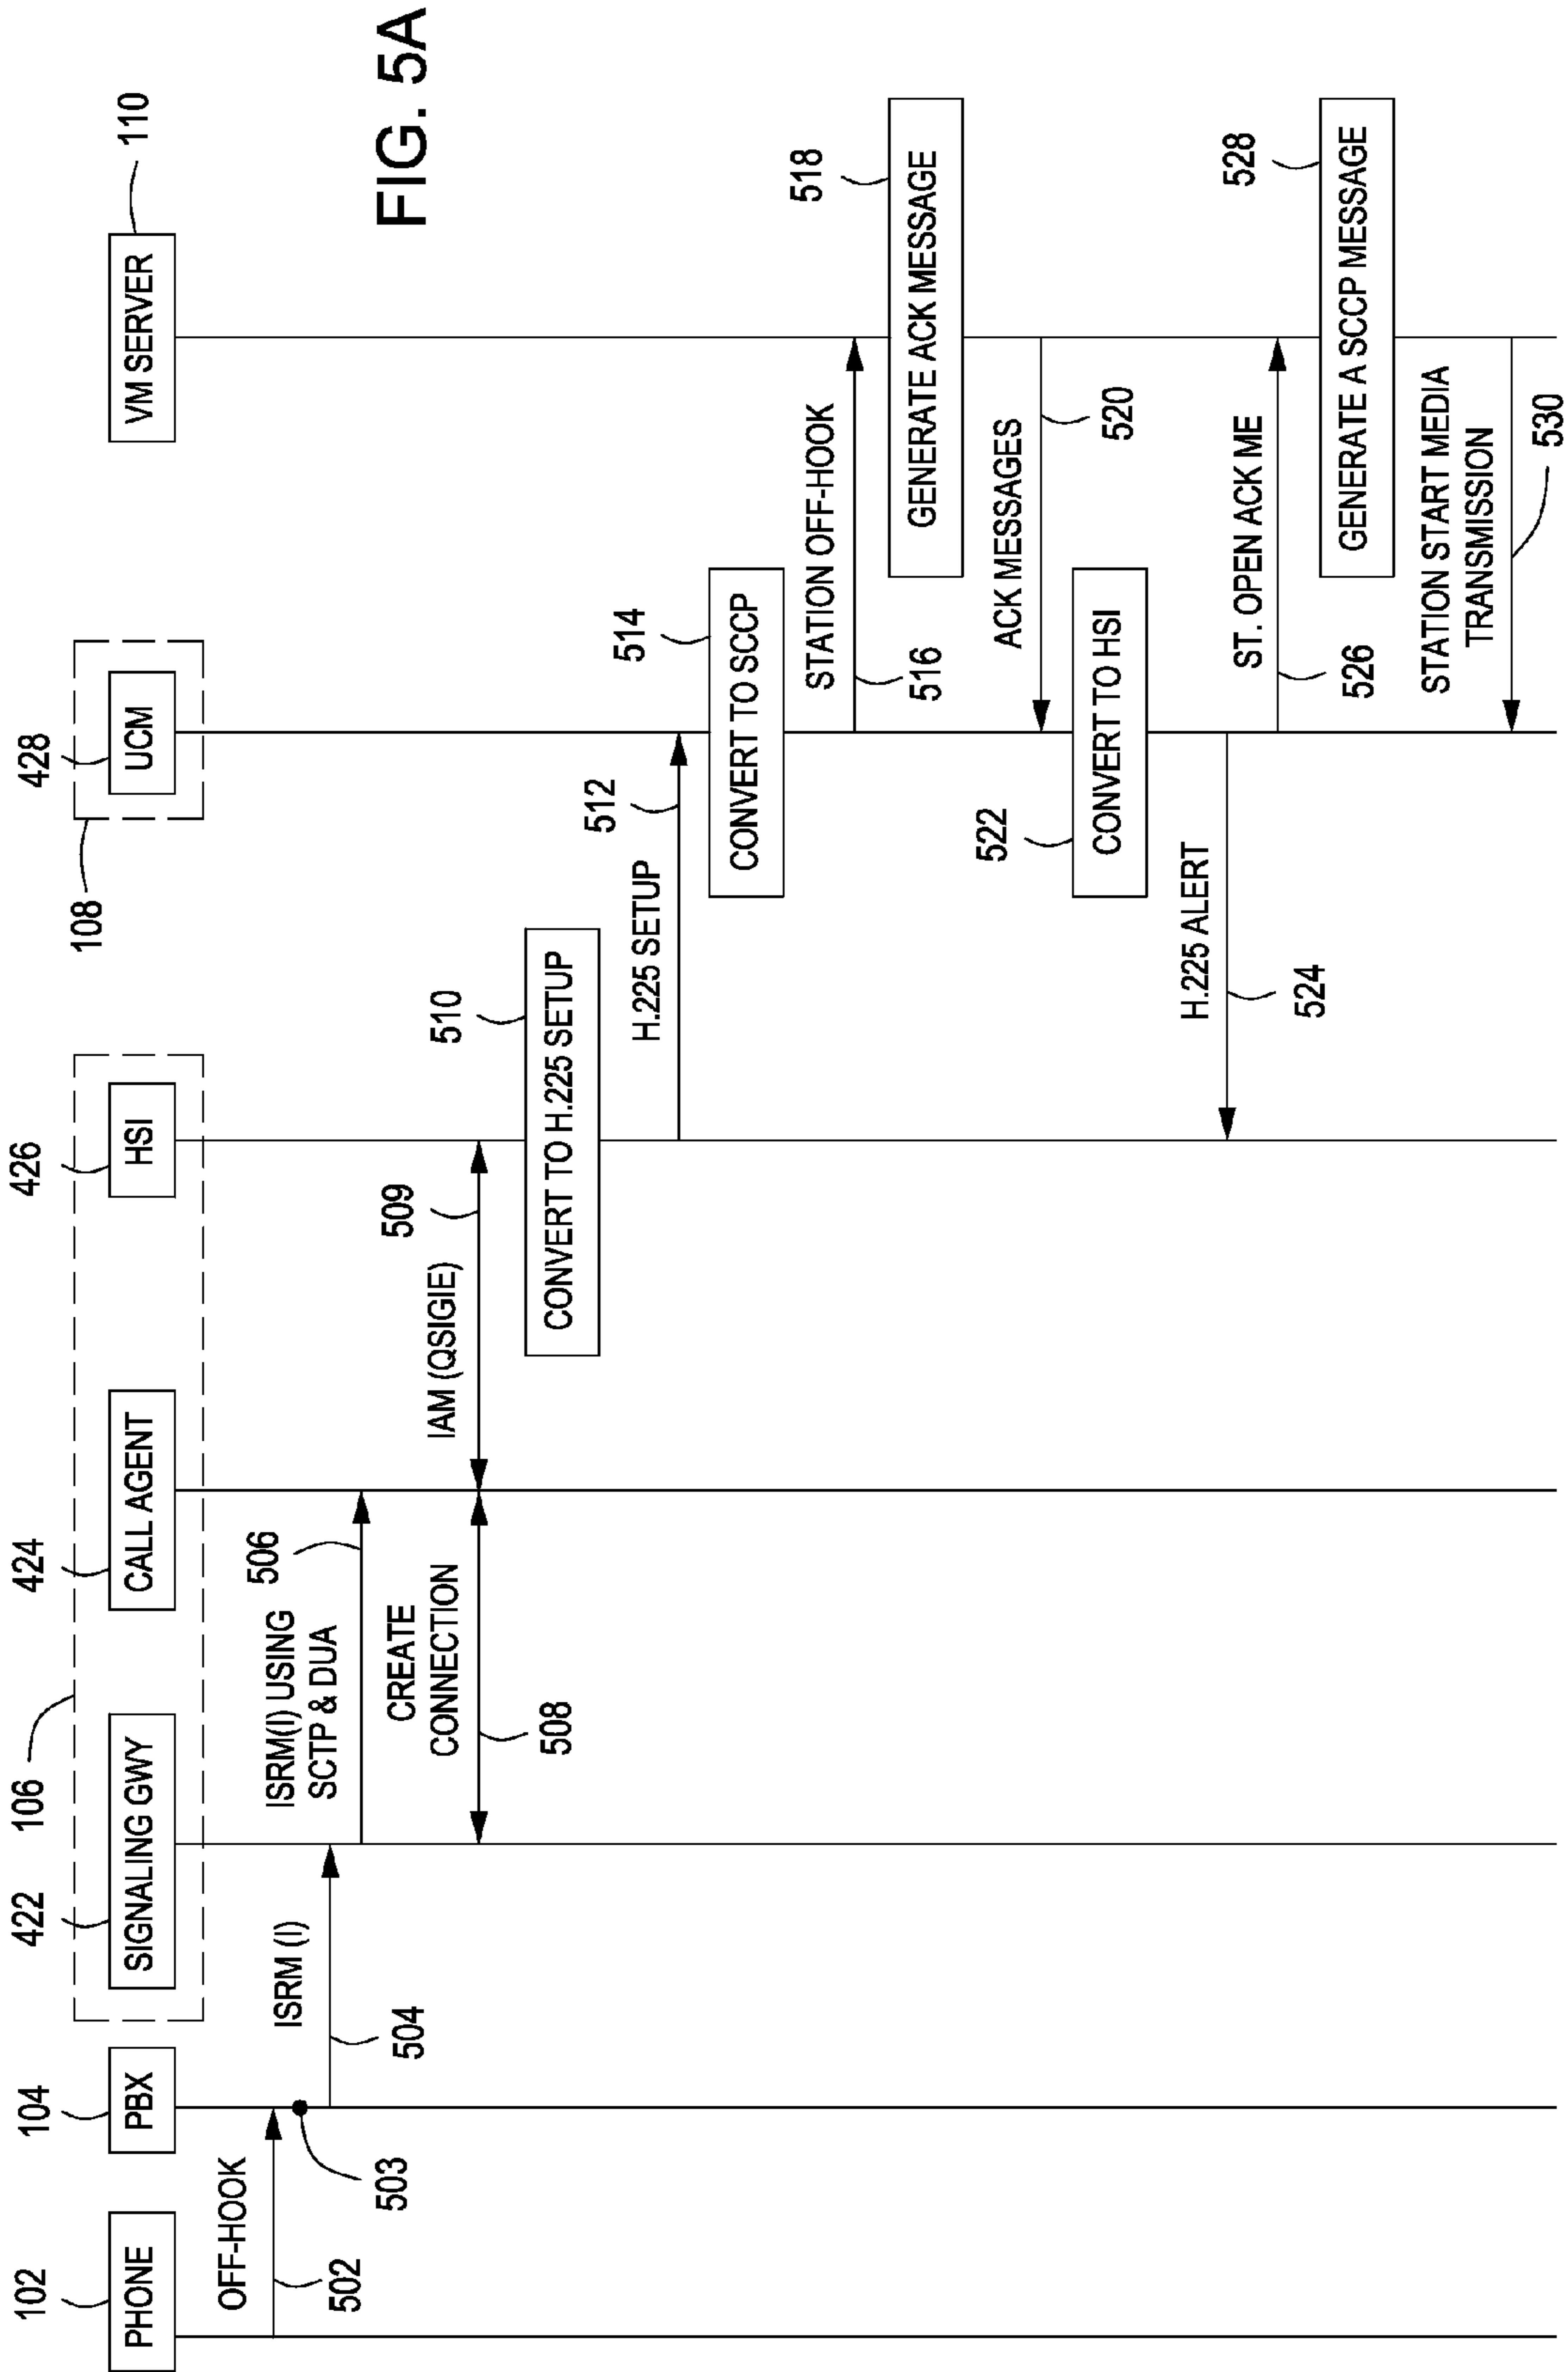 102
104
422
106
424
426
108
428
110
PHONE
PBX
SIGNALING GWY
CALL AGENT
HSI
UCM
VM SERVER
FIG. 5A
OFF-HOOK
502
503
ISRM (I)
504
ISRM(I) USING
SCTP & DUA
506
CREATE
CONNECTION
508
IAM (QSIGIE)
509
510
CONVERT TO H.225 SETUP
H.225 SETUP
512
514
CONVERT TO SCCP
STATION OFF-HOOK
516
518
GENERATE ACK MESSAGE
ACK MESSAGES
520
522
CONVERT TO HSI
H.225 ALERT
524
ST. OPEN ACK ME
526
528
GENERATE A SCCP MESSAGE
STATION START MEDIA
TRANSMISSION
530